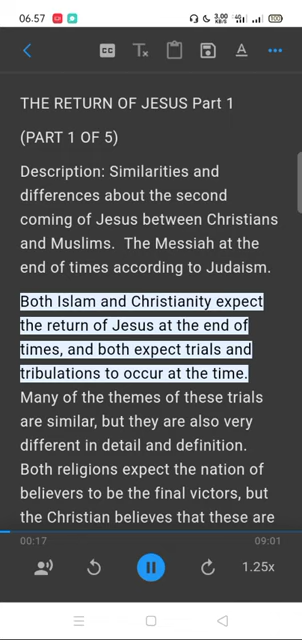 06.57
3,00
KB/S
4G
CC
THE RETURN OF JESUS Part 1
(PART 1 OF 5)
Description: Similarities and
differences about the second
coming of Jesus between Christians
and Muslims.  The Messiah at the
end of times according to Judaism.
Both Islam and Christianity expect
the return of Jesus at the end of
times, and both expect trials and
tribulations to occur at the time.
Many of the themes of these trials
are similar, but they are also very
different in detail and definition.
Both religions expect the nation of
believers to be the final victors, but
the Christian believes that these are
00:17
09:01
1.25x